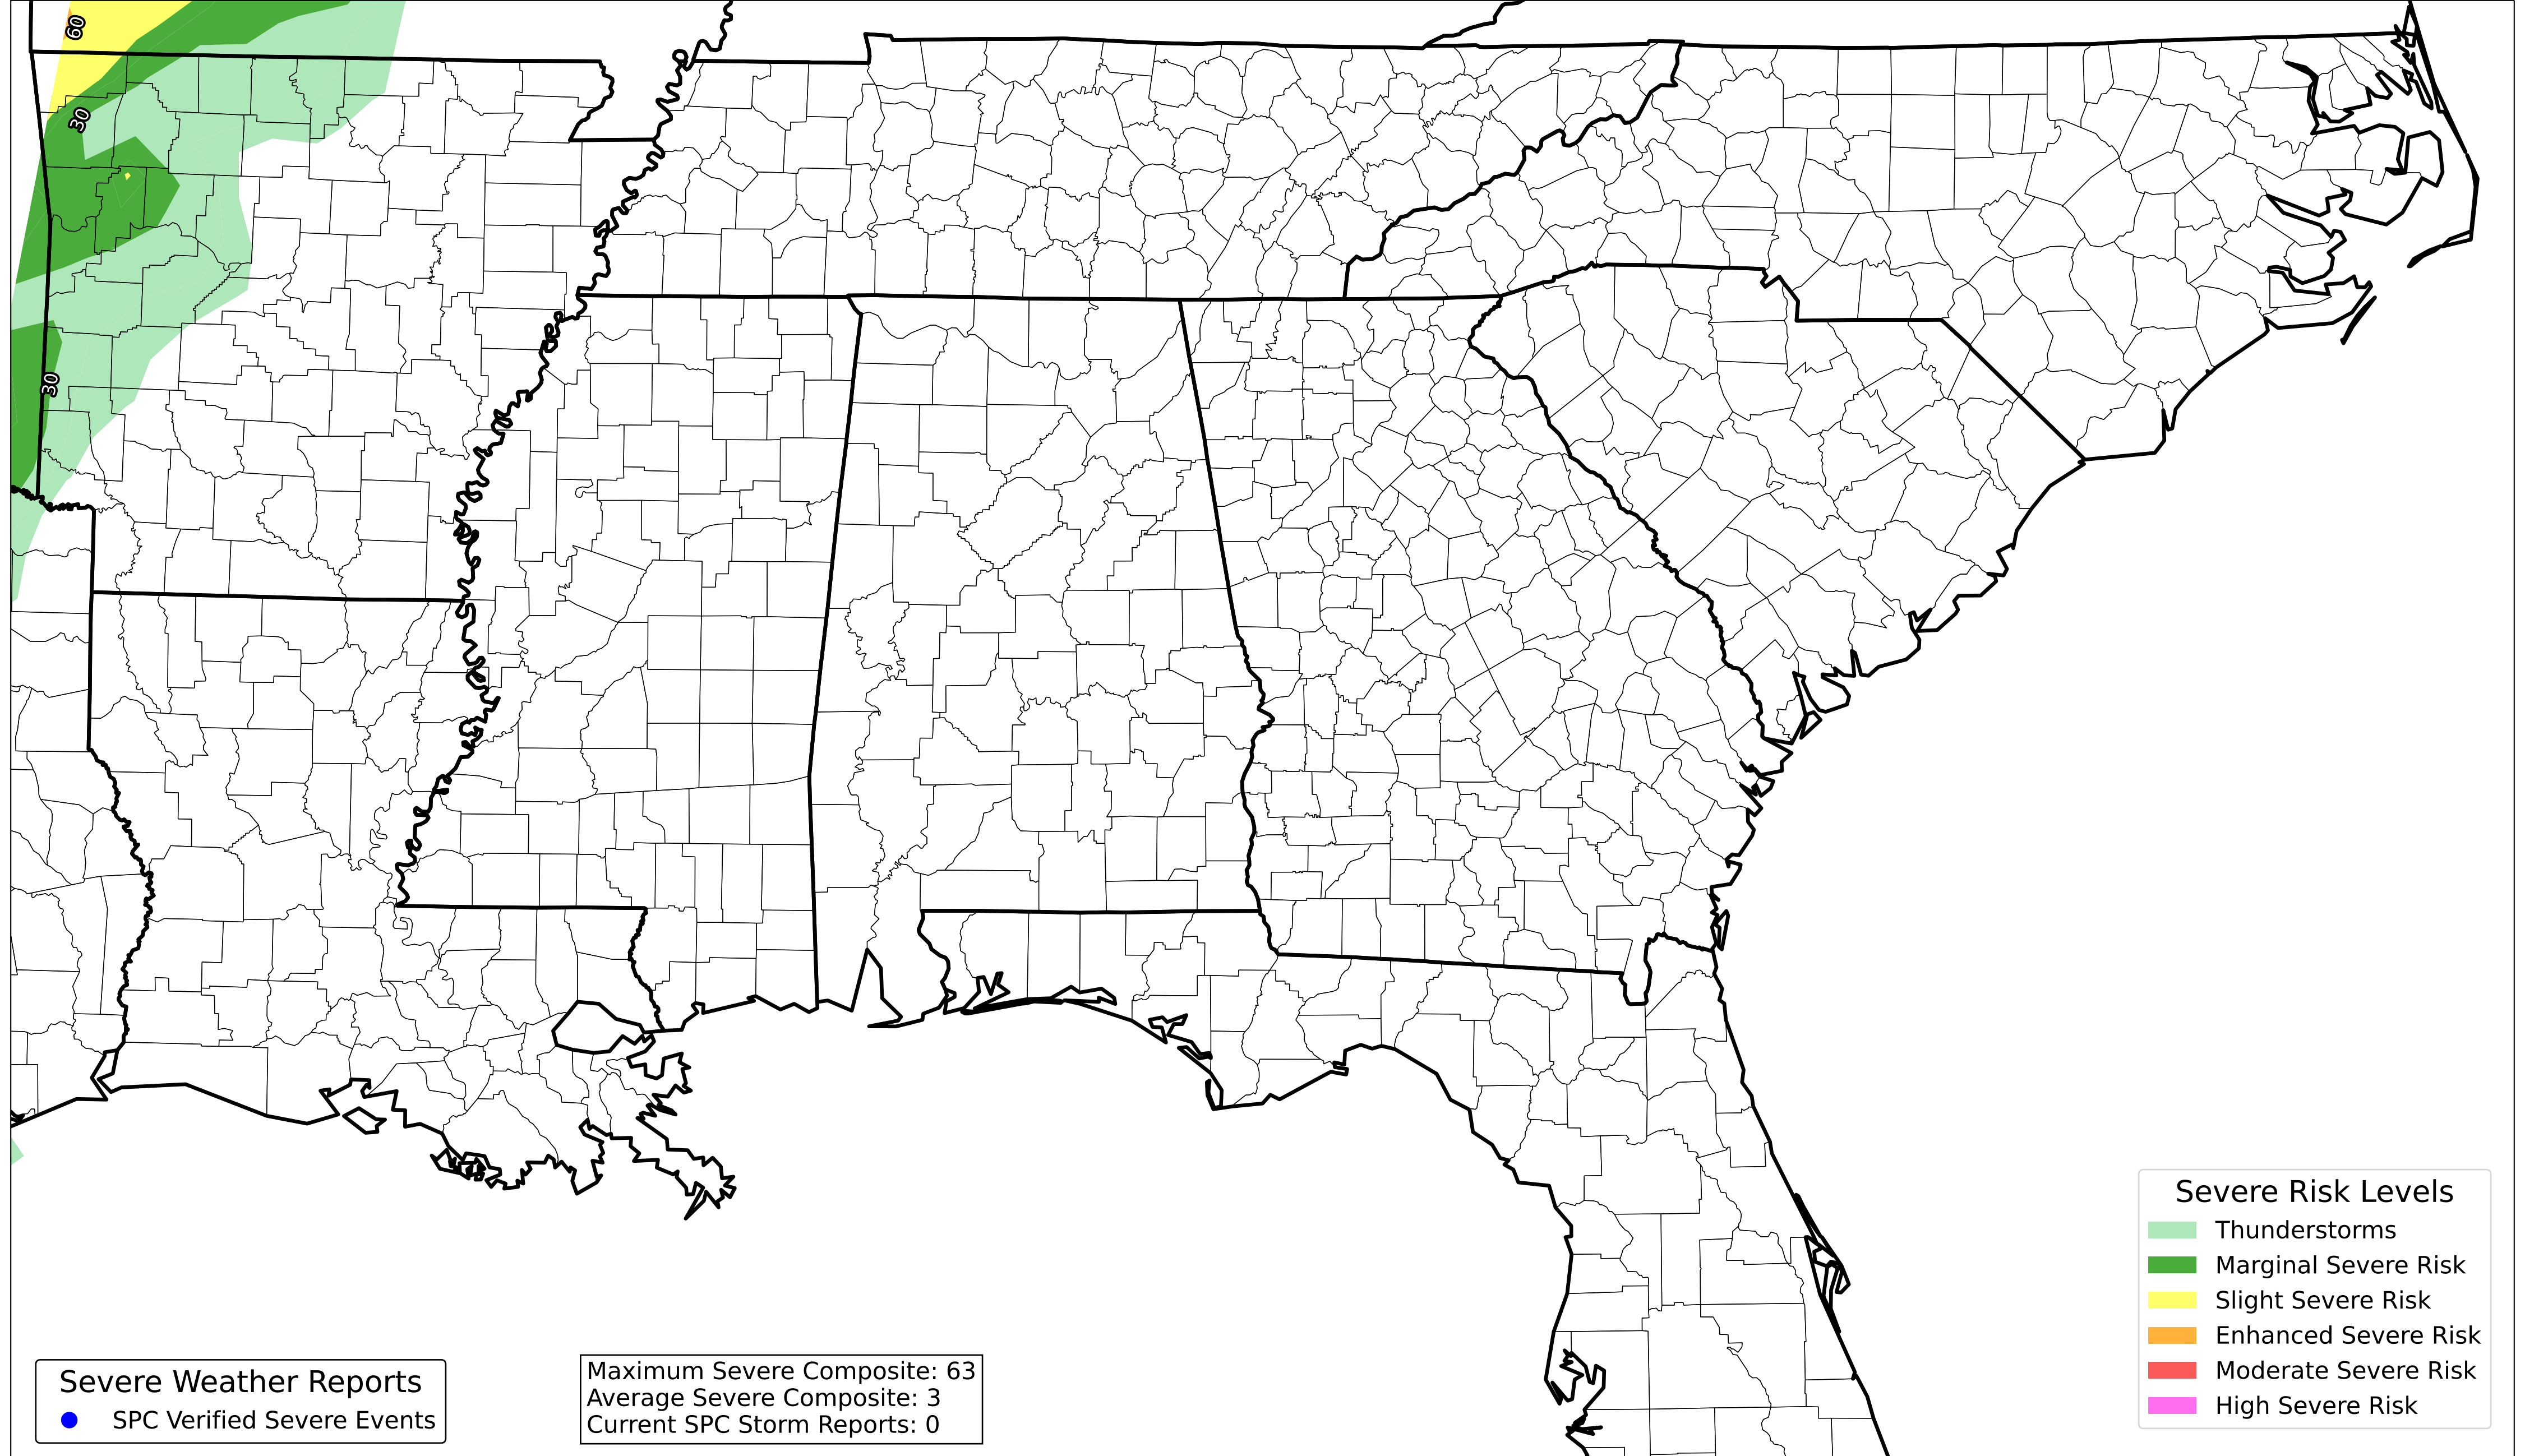 60
30
30
Severe Risk Levels
Thunderstorms
Marginal Severe Risk
Slight Severe Risk
Enhanced Severe Risk
Moderate Severe Risk
High Severe Risk
Severe Weather Reports
SPC Verified Severe Events
Maximum Severe Composite: 63
Average Severe Composite: 3
Current SPC Storm Reports: 0